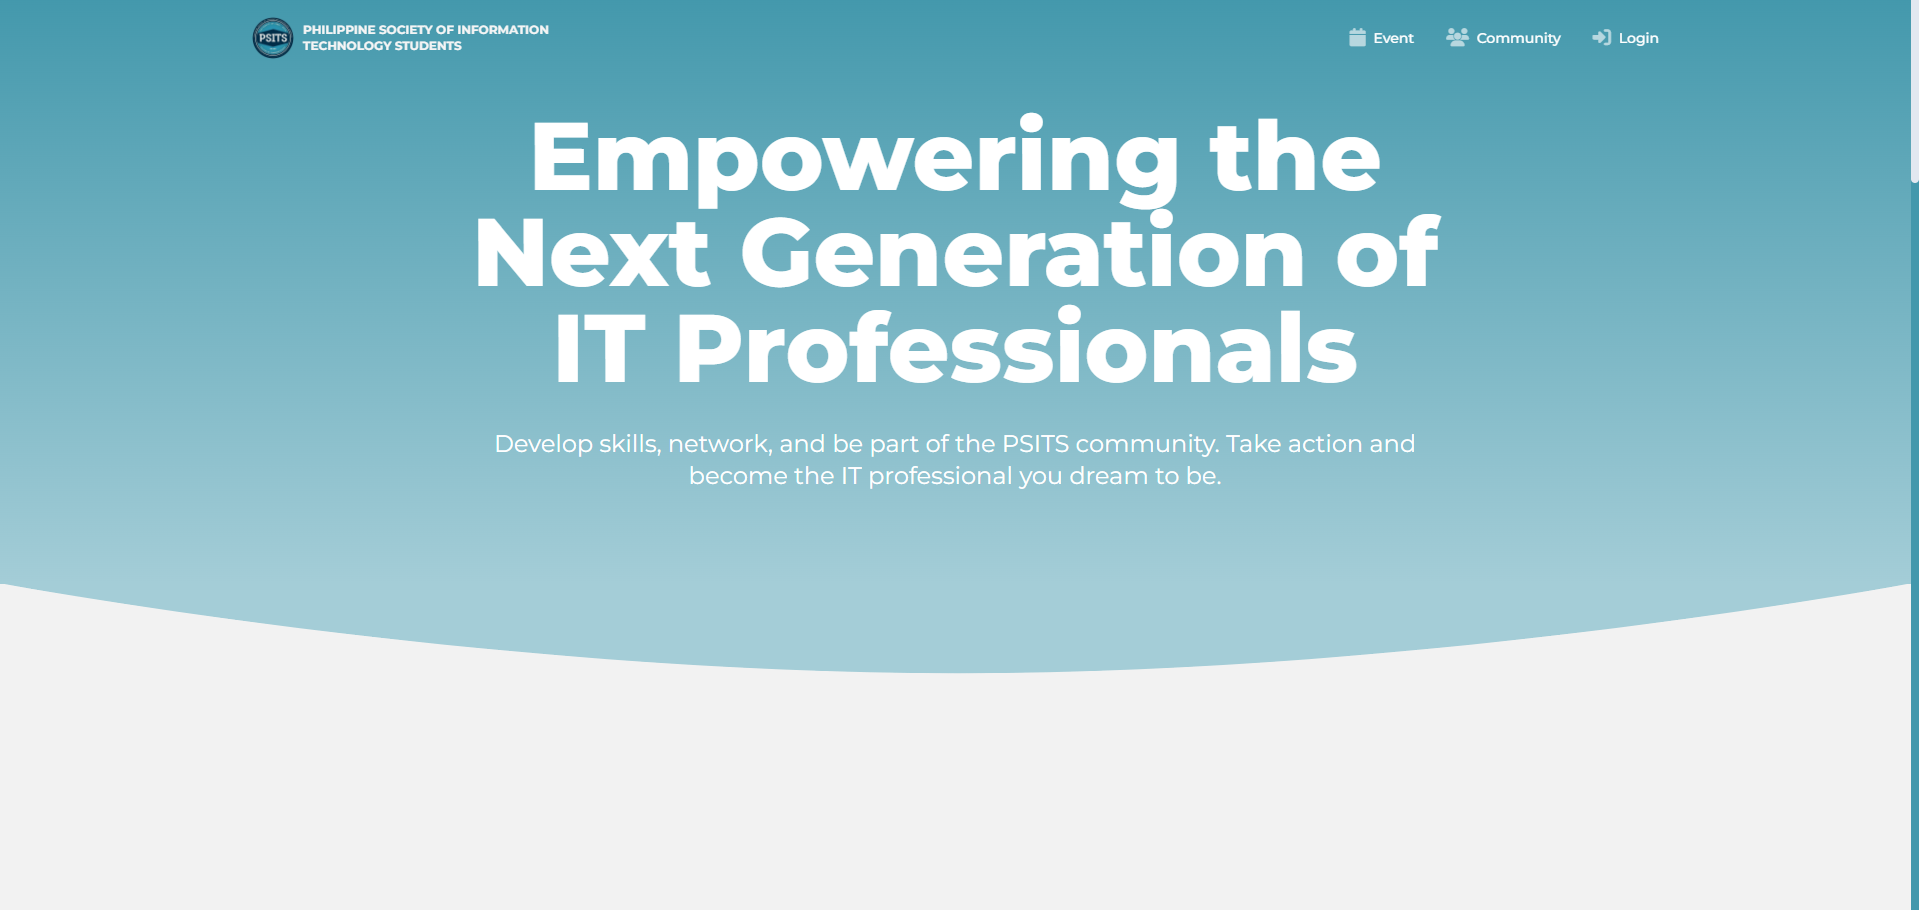 PSITS
PHILIPPINE SOCIETY OF INFORMATION
TECHNOLOGY STUDENTS
Event
Community
Login
Empowering the
Next Generation of
IT Professionals
Develop skills, network, and be part of the PSITS community. Take action and
become the IT professional you dream to be.